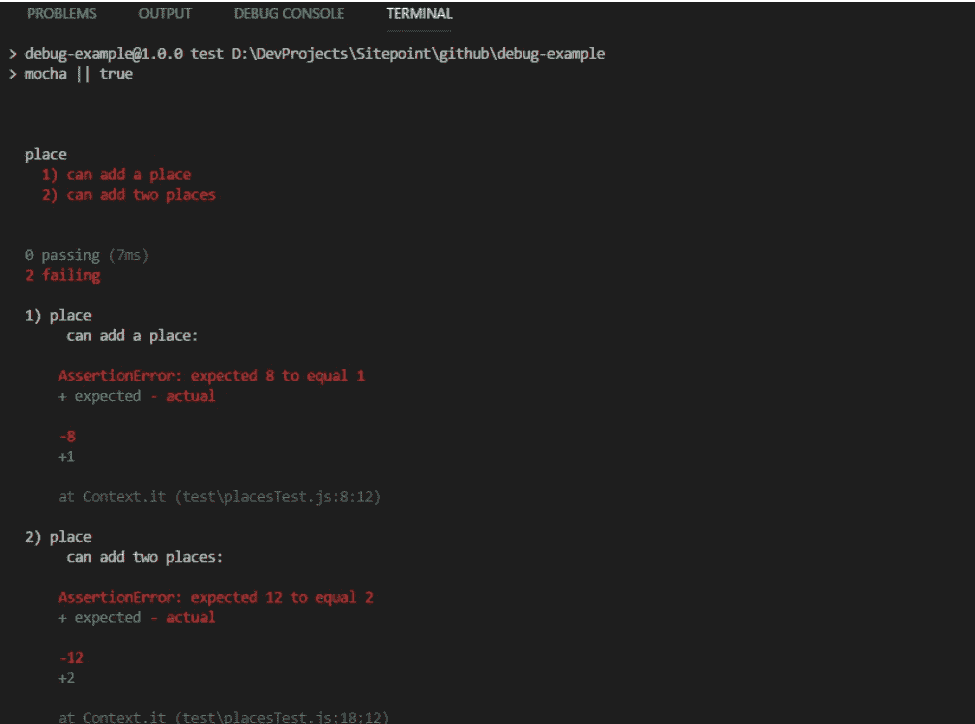 PROBLEMS OUTPUT DEBUG CONSOLE TERMINAL
> debug-example@1.0.0 test D:\DevProjects\Sitepoint\github\debug-example
> mocha || true
place
1) can add a place
2) can add two places
0 passing (7ms)
2 failing
1) place
can add a place:
AssertionError: expected 8 to equal 1
+ expected - actual
-8
+1
at Context.it (test\placesTest.js:8:12)
2) place
can add two places:
AssertionError: expected 12 to equal 2
+ expected - actual
-12
+2
at Context.it (test\placesTest.js:18:12)